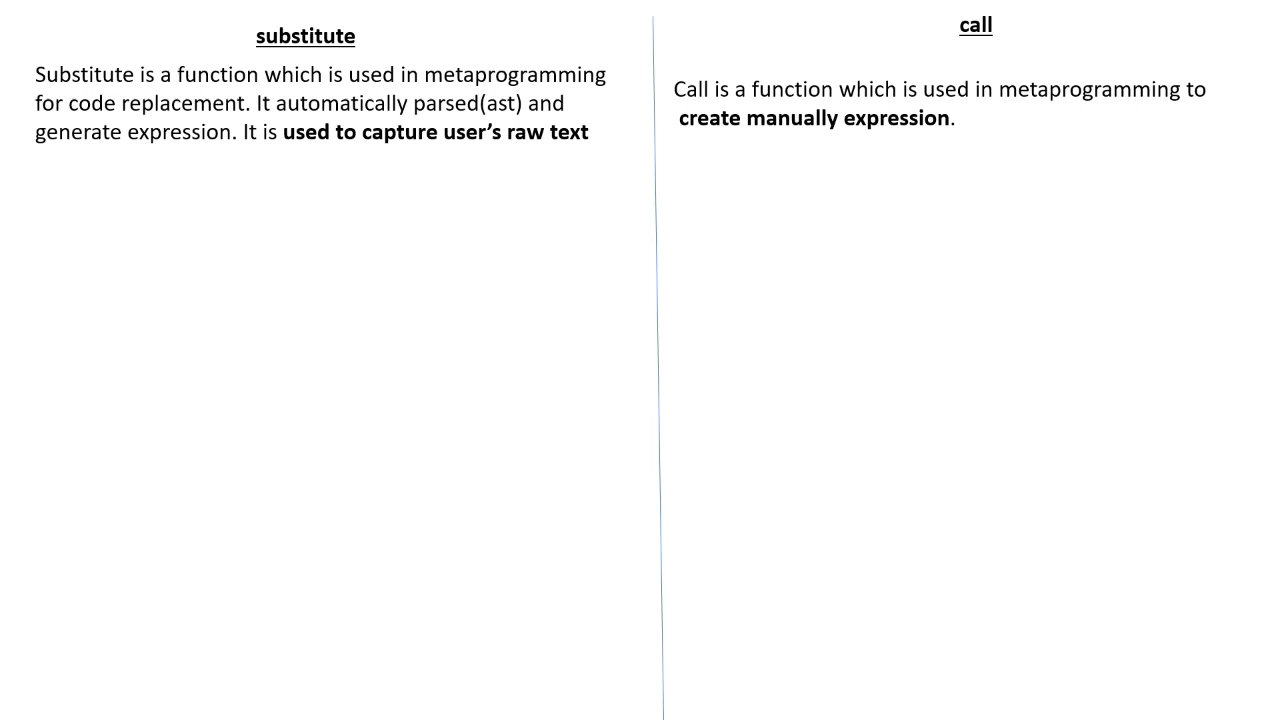 substitute
Substitute is a function which is used in metaprogramming
for code replacement. It automatically parsed(ast) and
generate expression. It is used to capture user’s raw text
call
Call is a function which is used in metaprogramming to
create manually expression.